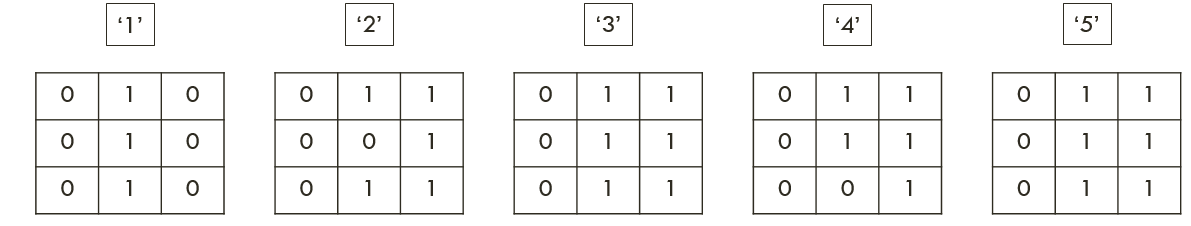 ‘1’ ‘2’ ‘3’ ‘4’ ‘5’
0 1 0 0 1 1 0 1 1 0 1 1 0 1 1
0 1 0 0 0 1 0 1 1 0 1 1 0 1 1
0 1 0 0 1 1 0 1 1 0 0 1 0 1 1